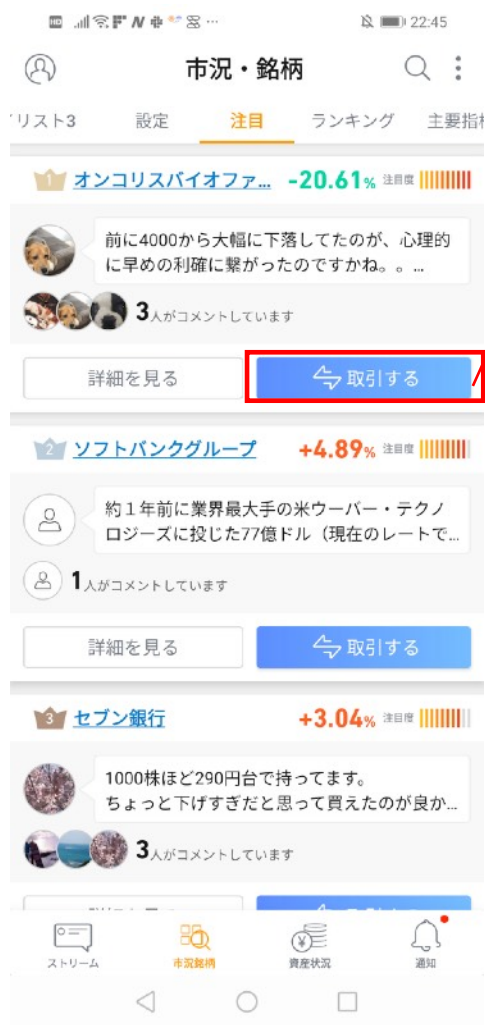 HD 22:45
市況・銘柄
リスト3 設定 注目 ランキング 主要指
1 オンコリスバイオファ... -20.61% 注目度
前に4000から大幅に下落してたのが、心理的
に早めの利確に繋がったのですかね。。...
3人がコメントしています
詳細を見る 取引する
2 ソフトバンクグループ +4.89% 注目度
約１年前に業界最大手の米ウーバー・テクノ
ロジーズに投じた77億ドル（現在のレートで...
1人がコメントしています
詳細を見る 取引する
3 セブン銀行 +3.04% 注目度
1000株ほど290円台で持ってます。
ちょっと下げすぎだと思って買えたのが良か...
3人がコメントしています
ストリーム 市況銘柄 資産状況 通知